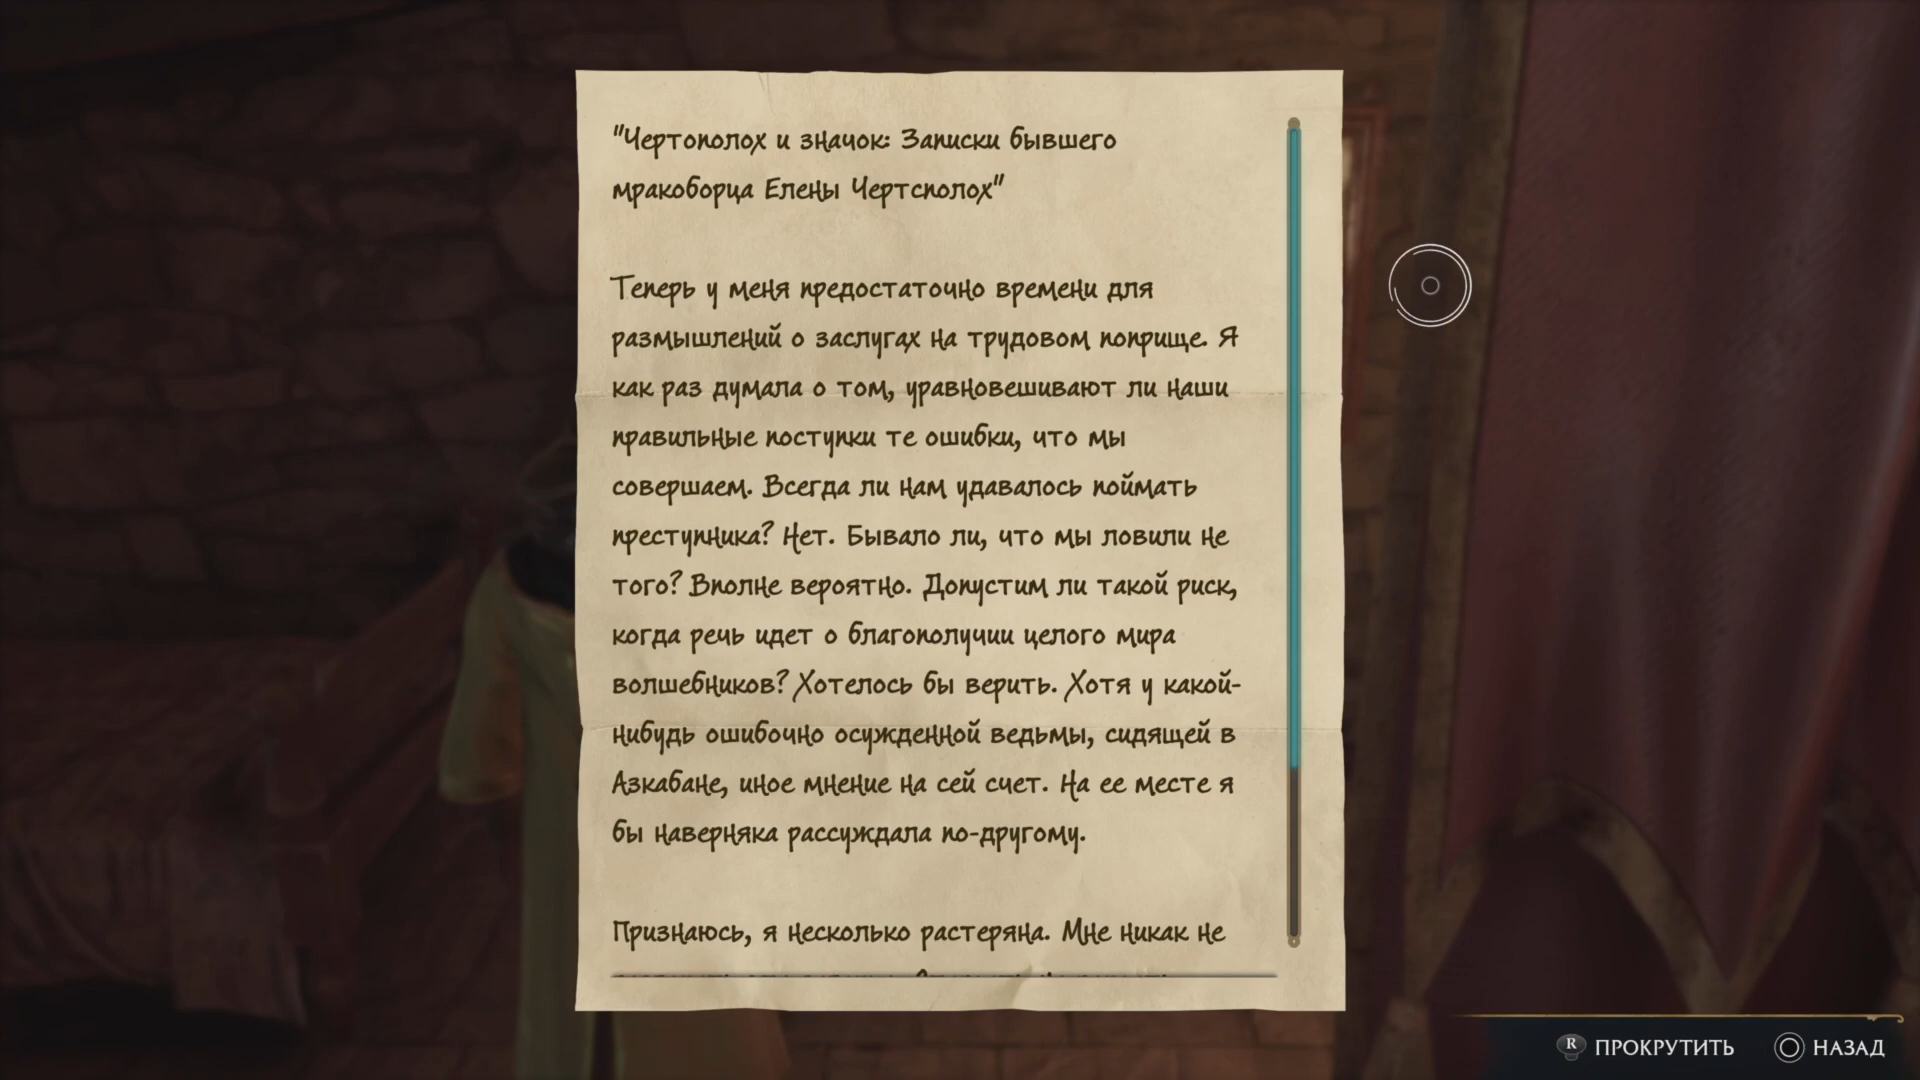 "Чертополох и значок: Записки бывшего
мракоборца Елены Чертсполох"
Теперь у меня предостаточно времени для
размышлений о заслугах на трудовом поприще. Я
как раз думала о том, уравновешивают ли наши
правильные поступки те ошибки, что мы
совершаем. Всегда ли нам удавалось поймать
преступника? Нет. Бывало ли, что мы ловили не
того? Вполне вероятно. Допустим ли такой риск,
когда речь идет о благополучии целого мира
волшебников? Хотелось бы верить. Хотя у какой-
нибудь ошибочно осужденной ведьмы, сидящей в
Азкабане, иное мнение на сей счет. На ее месте я
бы наверняка рассуждала по-другому.
Признаюсь, я несколько растеряна. Мне никак не
R ПРОКРУТИТЬ НАЗАД